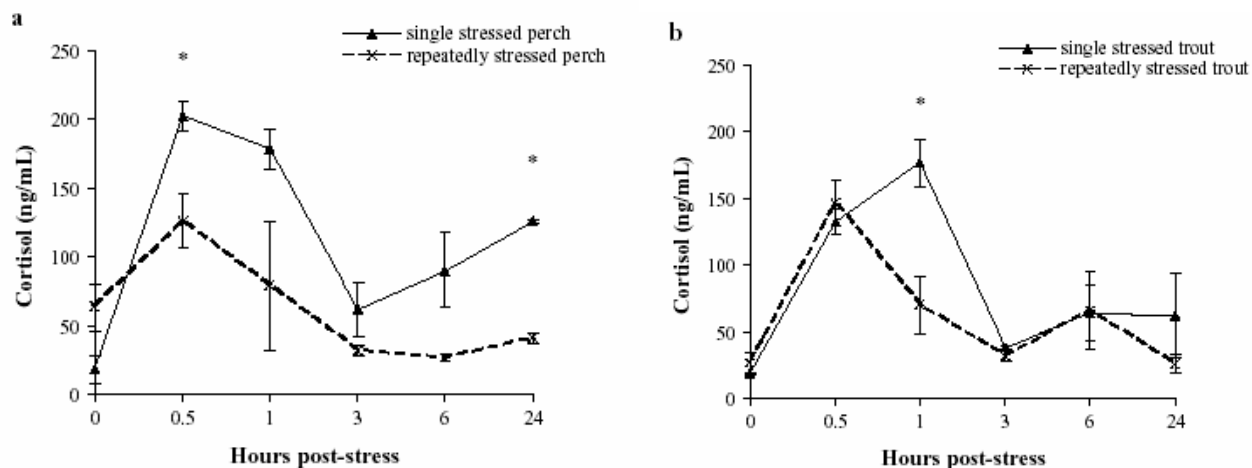 a
single stressed perch
repeatedly stressed perch
250
200
150
100
50
0
Cortisol (ng/mL)
*
*
0 0.5 1 3 6 24
Hours post-stress
b
single stressed trout
repeatedly stressed trout
250
200
150
100
50
0
Cortisol (ng/mL)
*
0 0.5 1 3 6 24
Hours post-stress